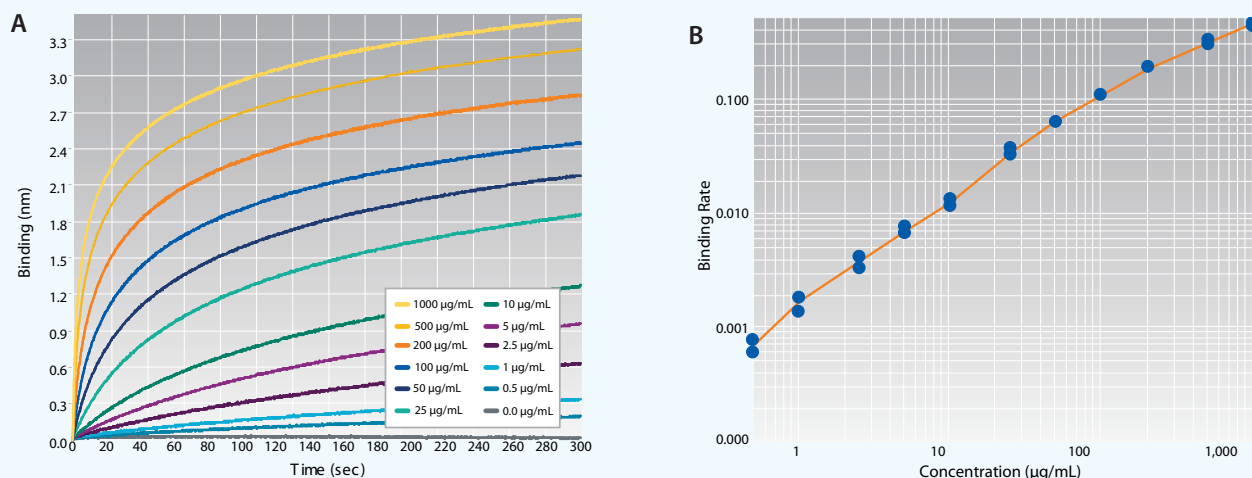 A
Binding (nm)
3.3
3.0
2.7
2.4
2.1
1.8
1.5
1.2
0.9
0.6
0.3
0.0
0 20 40 60 80 100 120 140 160 180 200 220 240 260 280 300
Time (sec)
1000 µg/mL
500 µg/mL
200 µg/mL
100 µg/mL
50 µg/mL
25 µg/mL
10 µg/mL
5 µg/mL
2.5 µg/mL
1 µg/mL
0.5 µg/mL
0.0 µg/mL
B
Binding Rate
0.100
0.010
0.001
0.000
1 10 100 1,000
Concentration (µg/mL)